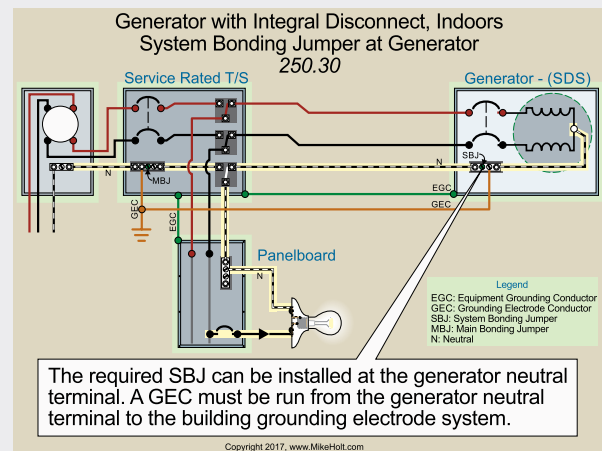 Generator with Integral Disconnect, Indoors
System Bonding Jumper at Generator
250.30
Service Rated T/S
Generator - (SDS)
SBJ
N
N
MBJ
EGC
GEC
GEC
EGC
Panelboard
N
Legend
EGC: Equipment Grounding Conductor
GEC: Grounding Electrode Conductor
SBJ: System Bonding Jumper
MBJ: Main Bonding Jumper
N: Neutral
The required SBJ can be installed at the generator neutral
terminal. A GEC must be run from the generator neutral
terminal to the building grounding electrode system.
Copyright 2017, www.MikeHolt.com